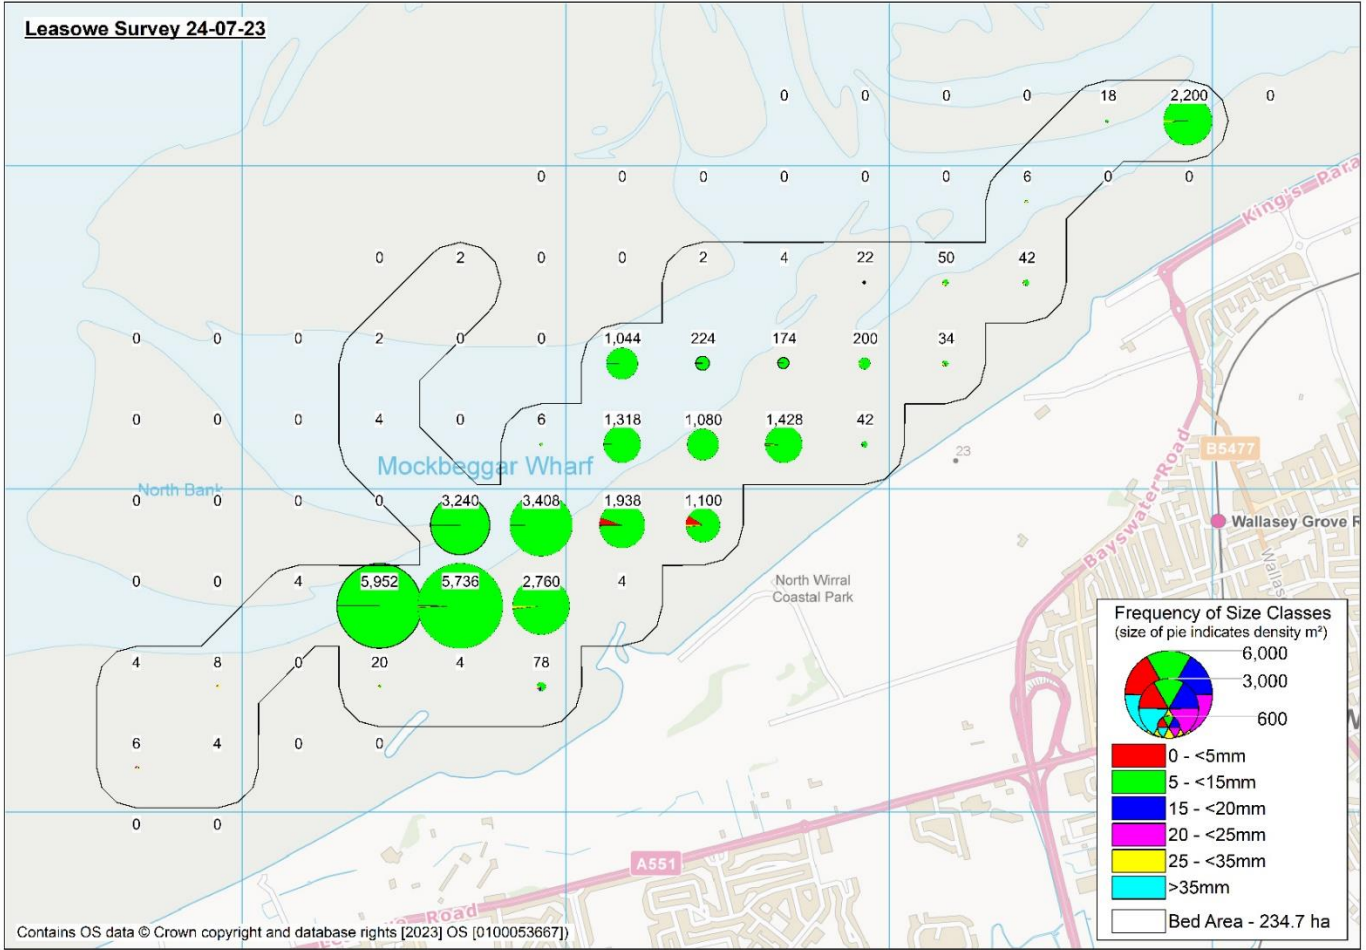 Leasowe Survey 24-07-23
0 0 0 0 18 2,200 0
0 0 0 0 0 0 6 0 0
King's Para
0 2 0 0 2 4 22 50 42
0 0 0 2 0 0 1,044 224 174 200 34
0 0 0 4 0 6 1,318 1,080 1,428 42
Mockbeggar Wharf
23
B5477
North Bank
0 0 0 0 3,240 3,408 1,938 1,100
Bayswater Road
Wallasey Grove R
Wallas
0 0 4 5,952 5,736 2,760 4
North Wirral
Coastal Park
4 8 0 20 4 78
6 4 0 0
0 0
A551
Road
Frequency of Size Classes
(size of pie indicates density m²)
6,000
3,000
600
0 - <5mm
5 - <15mm
15 - <20mm
20 - <25mm
25 - <35mm
>35mm
Bed Area - 234.7 ha
Contains OS data © Crown copyright and database rights [2023] OS [0100053667])